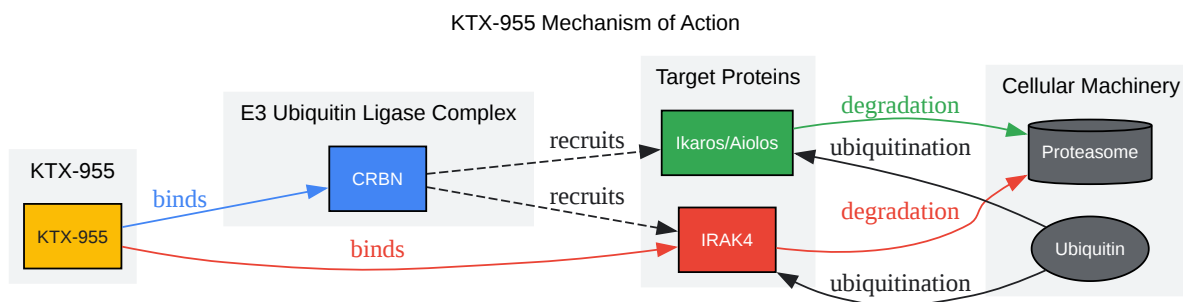 KTX-955 Mechanism of Action
KTX-955
KTX-955
binds
binds
E3 Ubiquitin Ligase Complex
CRBN
recruits
recruits
Target Proteins
Ikaros/Aiolos
IRAK4
degradation
ubiquitination
degradation
ubiquitination
Cellular Machinery
Proteasome
Ubiquitin